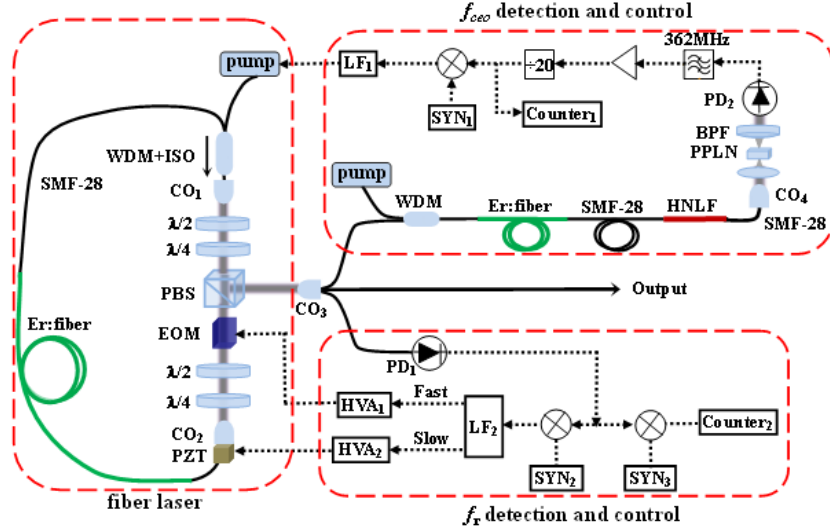 f_ceo detection and control
pump
LF₁
÷20
362MHz
SYN₁
Counter₁
PD₂
BPF
PPLN
CO₄
WDM+ISO
SMF-28
CO₁
pump
WDM
Er:fiber
SMF-28
HNLF
SMF-28
λ/2
λ/4
PBS
CO₃
Output
Er:fiber
EOM
PD₁
λ/2
λ/4
HVA₁
Fast
LF₂
Counter₂
CO₂
PZT
HVA₂
Slow
SYN₂
SYN₃
fiber laser
f_r detection and control